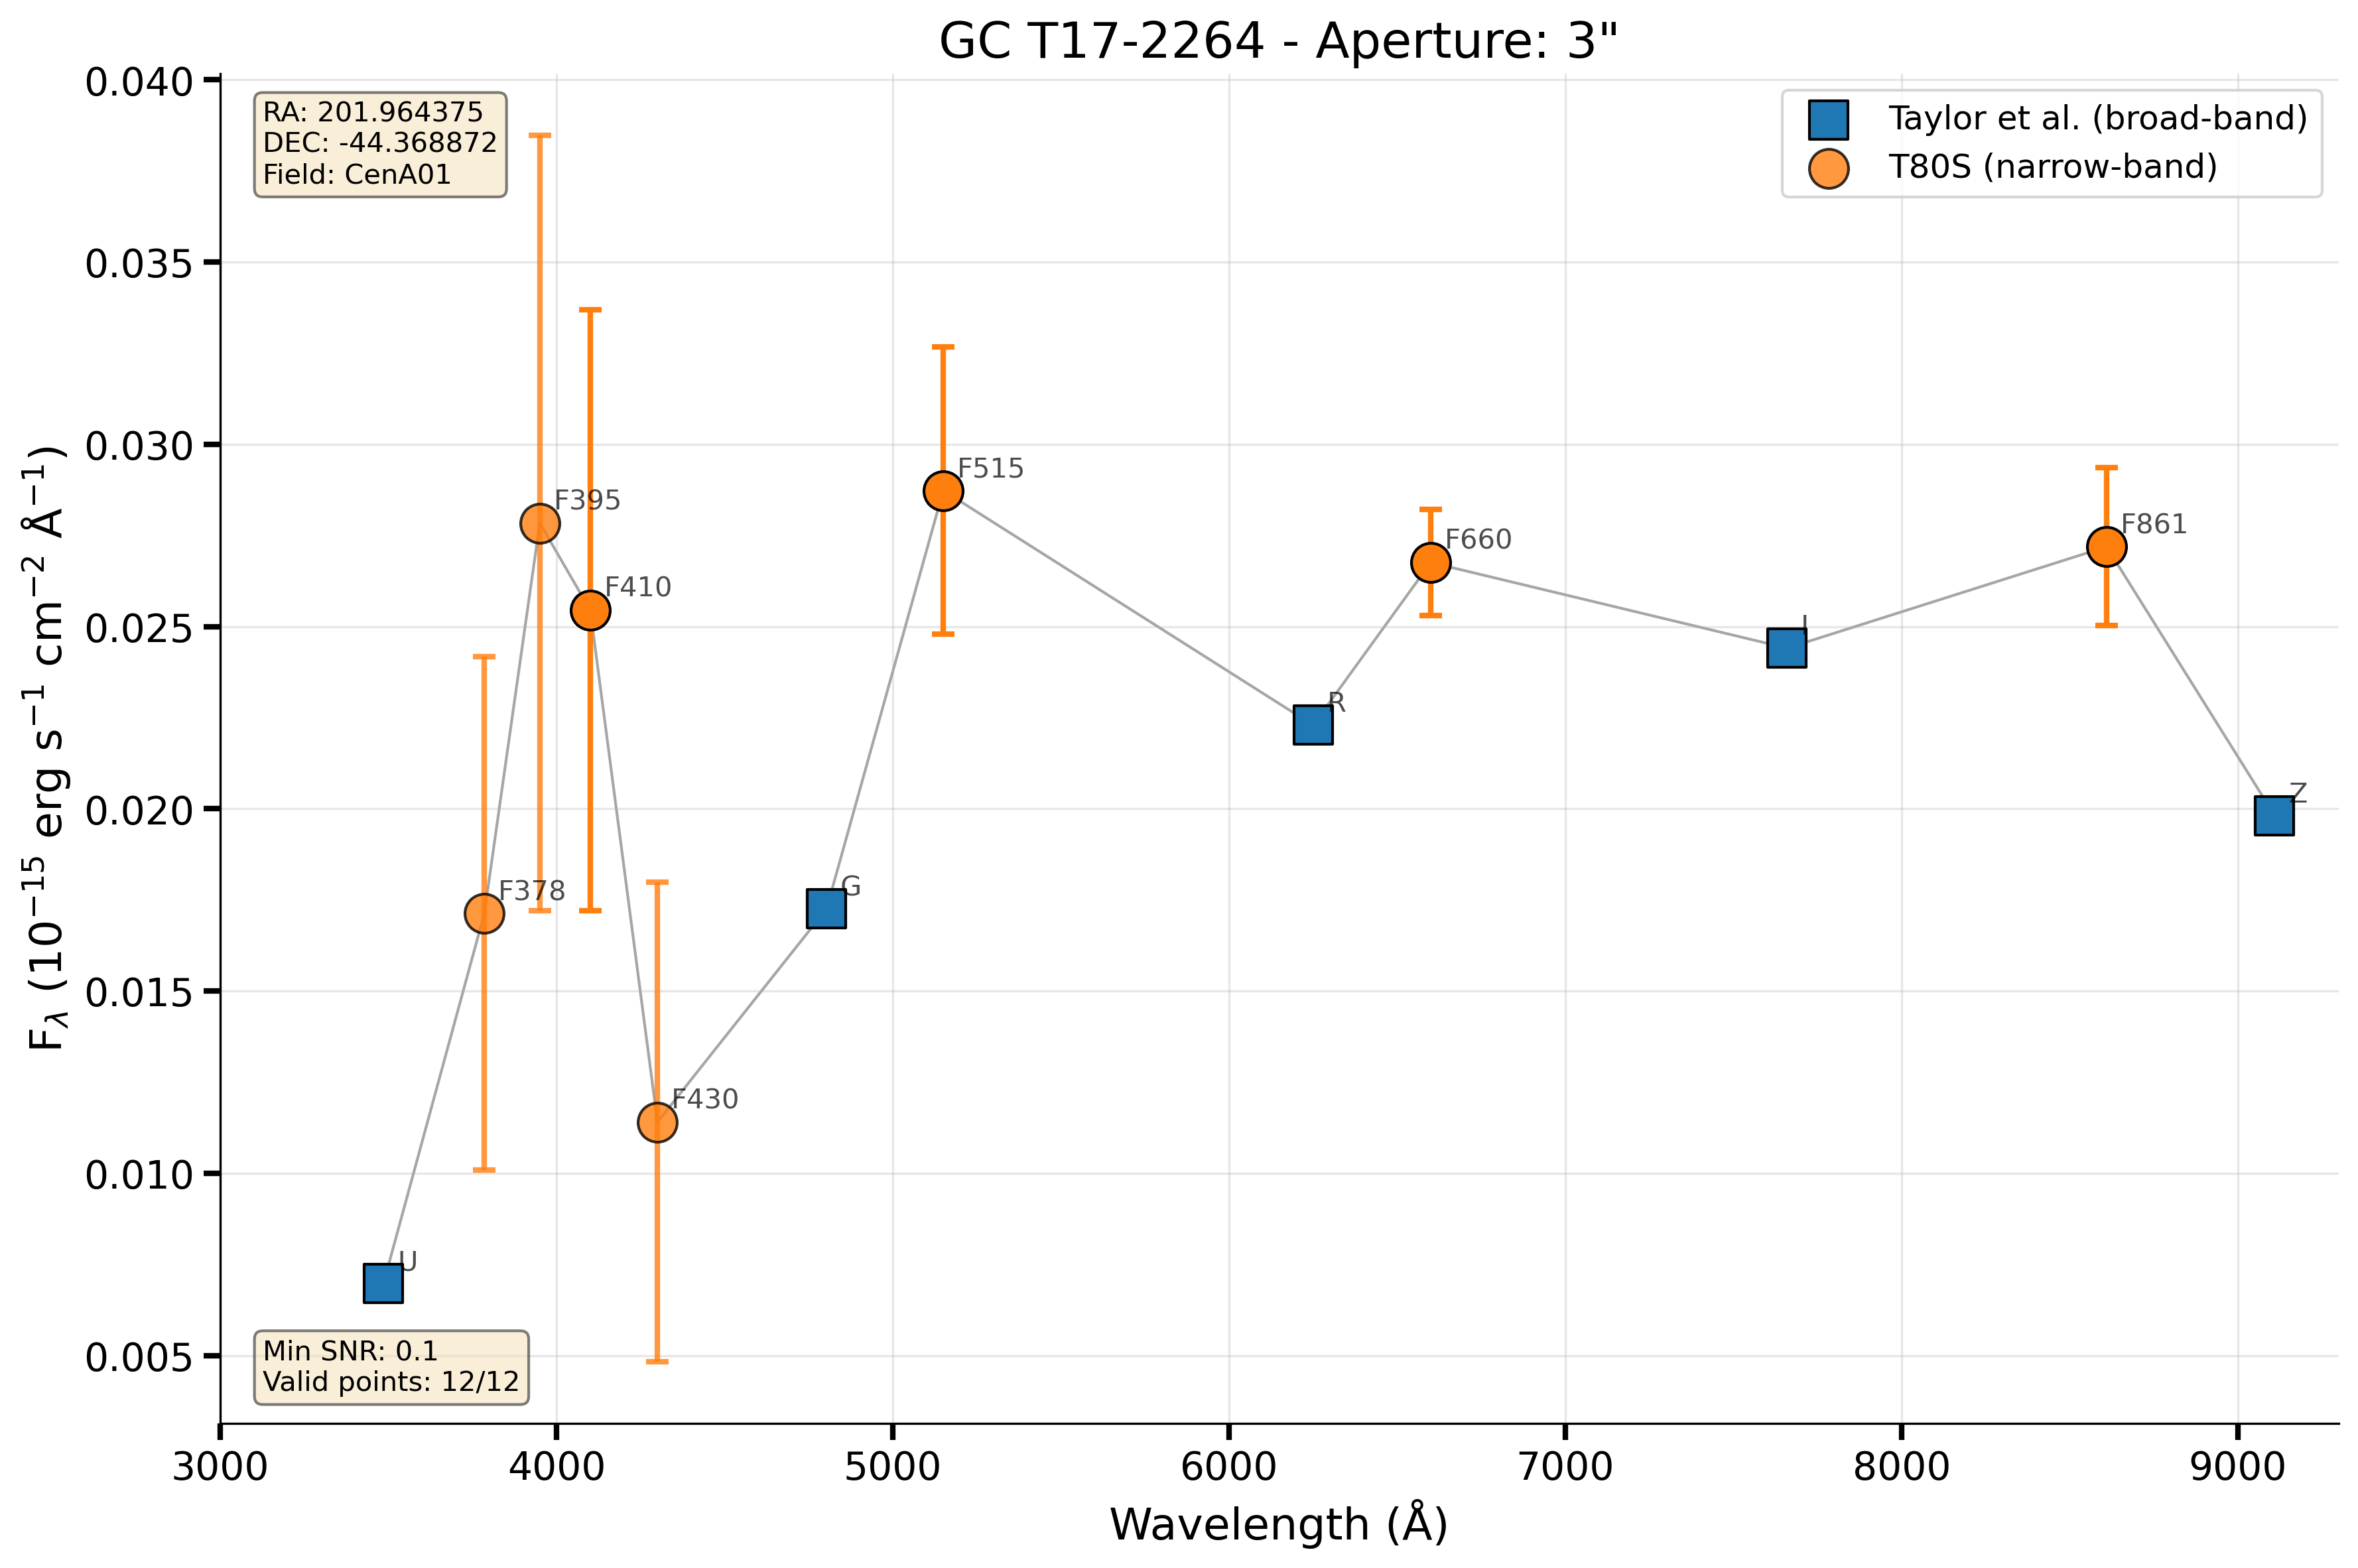 GC T17-2264 - Aperture: 3"
RA: 201.964375
DEC: -44.368872
Field: CenA01
Taylor et al. (broad-band)
T80S (narrow-band)
0.040
0.035
0.030
0.025
0.020
0.015
0.010
0.005
F_λ (10⁻¹⁵ erg s⁻¹ cm⁻² Å⁻¹)
U
F378
F395
F410
F430
G
F515
R
F660
I
F861
Z
Min SNR: 0.1
Valid points: 12/12
3000 4000 5000 6000 7000 8000 9000
Wavelength (Å)